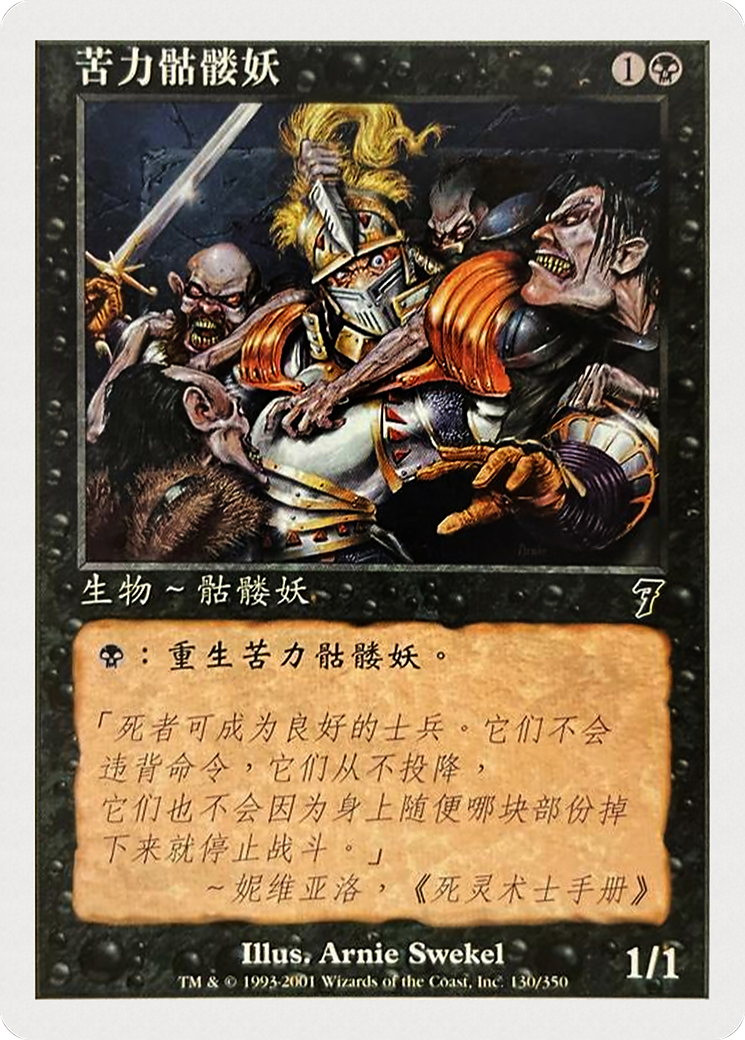 苦力骷髅妖 1
生物 ~ 骷髅妖 7
：重生苦力骷髅妖。
「死者可成为良好的士兵。它们不会
违背命令，它们从不投降，
它们也不会因为身上随便哪块部份掉
下来就停止战斗。」
~妮维亚洛，《死灵术士手册》
Illus. Arnie Swekel
1/1
TM & © 1993-2001 Wizards of the Coast, Inc. 130/350